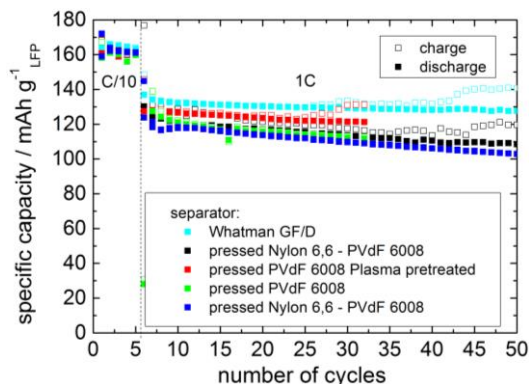 180
160
140
120
100
80
60
40
20
0
specific capacity / mAh g⁻¹ LFP
C/10
1C
charge
discharge
separator:
Whatman GF/D
pressed Nylon 6,6 - PVdF 6008
pressed PVDF 6008 Plasma pretreated
pressed PVDF 6008
pressed Nylon 6,6 - PVdF 6008
0 5 10 15 20 25 30 35 40 45 50
number of cycles